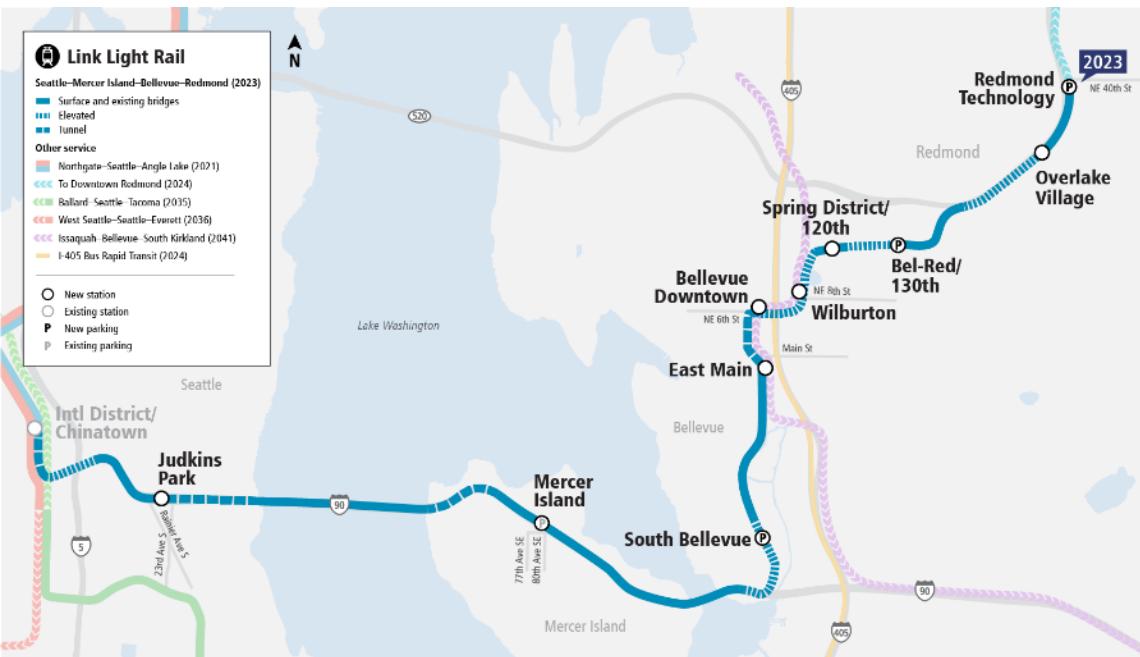 Link Light Rail
Seattle–Mercer Island–Bellevue–Redmond (2023)
Surface and existing bridges
Elevated
Tunnel
Other service
Northgate–Seattle–Angle Lake (2021)
To Downtown Redmond (2024)
Ballard–Seattle–Tacoma (2035)
West Seattle–Seattle–Everett (2036)
Issaquah–Bellevue–South Kirkland (2041)
I-405 Bus Rapid Transit (2024)
New station
Existing station
P New parking
P Existing parking
N
2023
Redmond
Technology
P
NE 40th St
405
520
Redmond
Overlake
Village
Spring District/
120th
P
Bel-Red/
130th
Bellevue
Downtown
NE 8th St
Wilburton
NE 6th St
Main St
East Main
Lake Washington
Seattle
Intl District/
Chinatown
Bellevue
Judkins
Park
Mercer
Island
P
90
Rainier Ave S
23rd Ave S
5
77th Ave SE
80th Ave SE
South Bellevue
P
90
Mercer Island
405